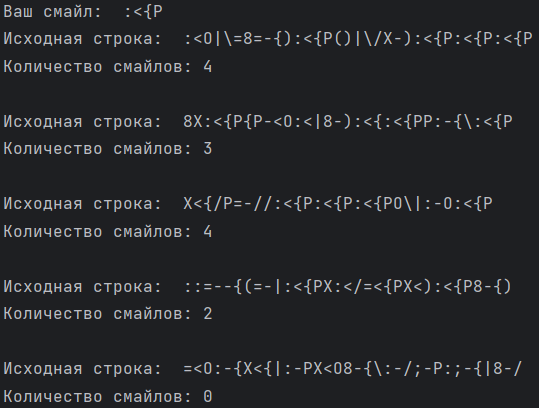 Ваш смайл:  :<{P
Исходная строка:  :<O|\=8=-{):<{P()|\/X-):<{P:<{P:<{P
Количество смайлов: 4
Исходная строка:  8X:<{P{P-<O:<|8-):<{:<{PP:-{\:<{P
Количество смайлов: 3
Исходная строка:  X<{/P=-//:<{P:<{P:<{PO\|:-O:<{P
Количество смайлов: 4
Исходная строка:  ::=--{(=-|:<{PX:</=<{PX<):<{P8-{)
Количество смайлов: 2
Исходная строка:  =<O:-{X<{|:-PX<O8-{\:-/;-P:;-{|8-/
Количество смайлов: 0